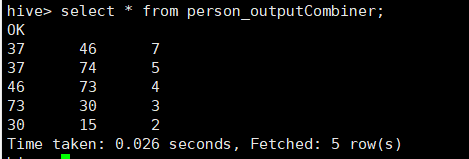 hive> select * from person_outputCombiner;
OK
37 46 7
37 74 5
46 73 4
73 30 3
30 15 2
Time taken: 0.026 seconds, Fetched: 5 row(s)